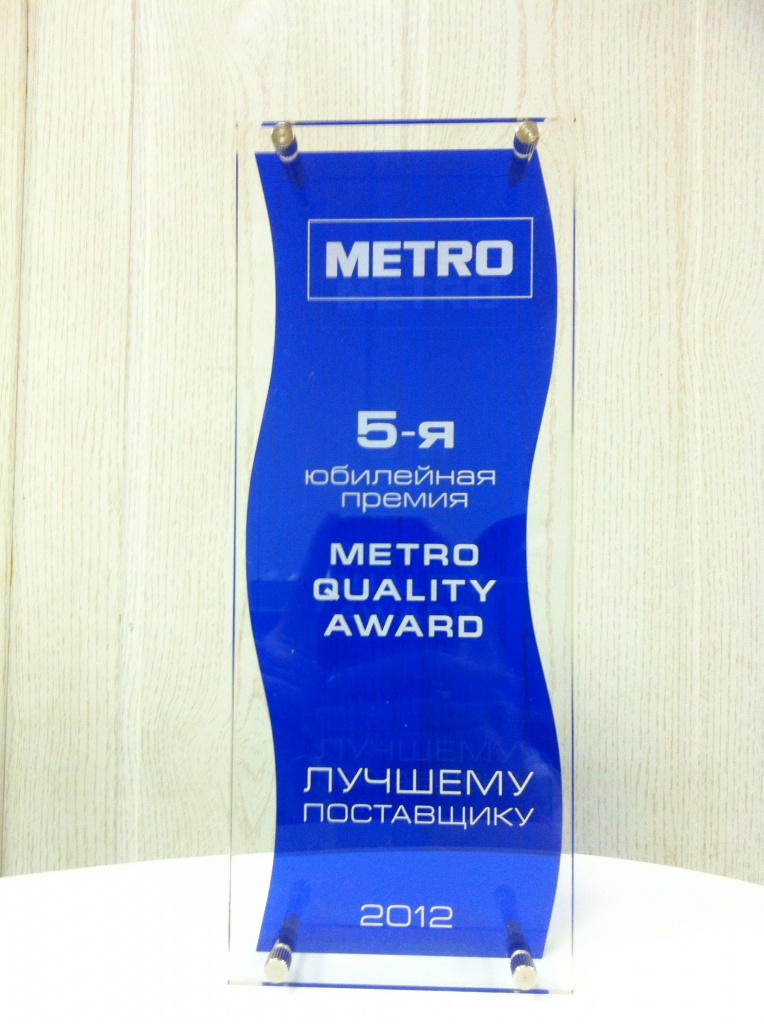 METRO
5-я
юбилейная
премия
METRO
QUALITY
AWARD
ЛУЧШЕМУ
ПОСТАВЩИКУ
2012